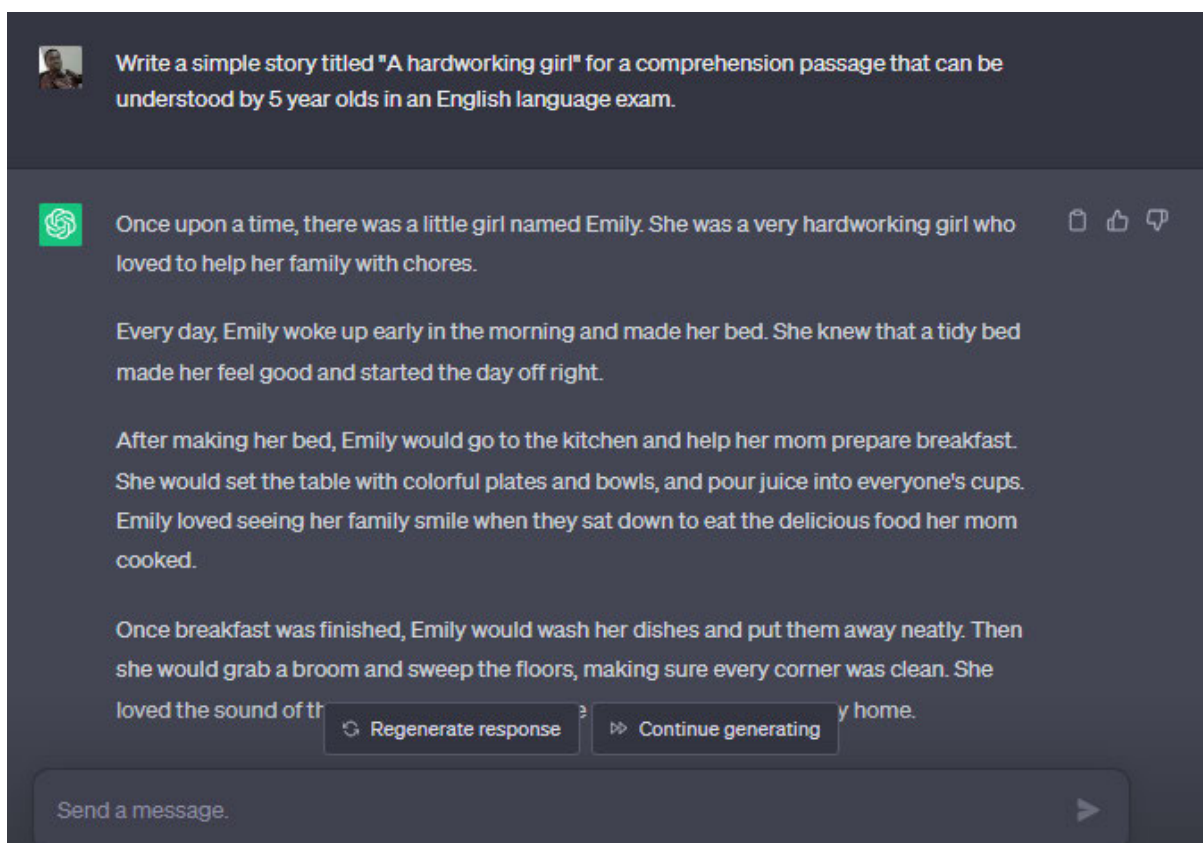 Write a simple story titled "A hardworking girl" for a comprehension passage that can be
understood by 5 year olds in an English language exam.
Once upon a time, there was a little girl named Emily. She was a very hardworking girl who
loved to help her family with chores.
Every day, Emily woke up early in the morning and made her bed. She knew that a tidy bed
made her feel good and started the day off right.
After making her bed, Emily would go to the kitchen and help her mom prepare breakfast.
She would set the table with colorful plates and bowls, and pour juice into everyone's cups.
Emily loved seeing her family smile when they sat down to eat the delicious food her mom
cooked.
Once breakfast was finished, Emily would wash her dishes and put them away neatly. Then
she would grab a broom and sweep the floors, making sure every corner was clean. She
loved the sound of home.
Regenerate response Continue generating
Send a message.